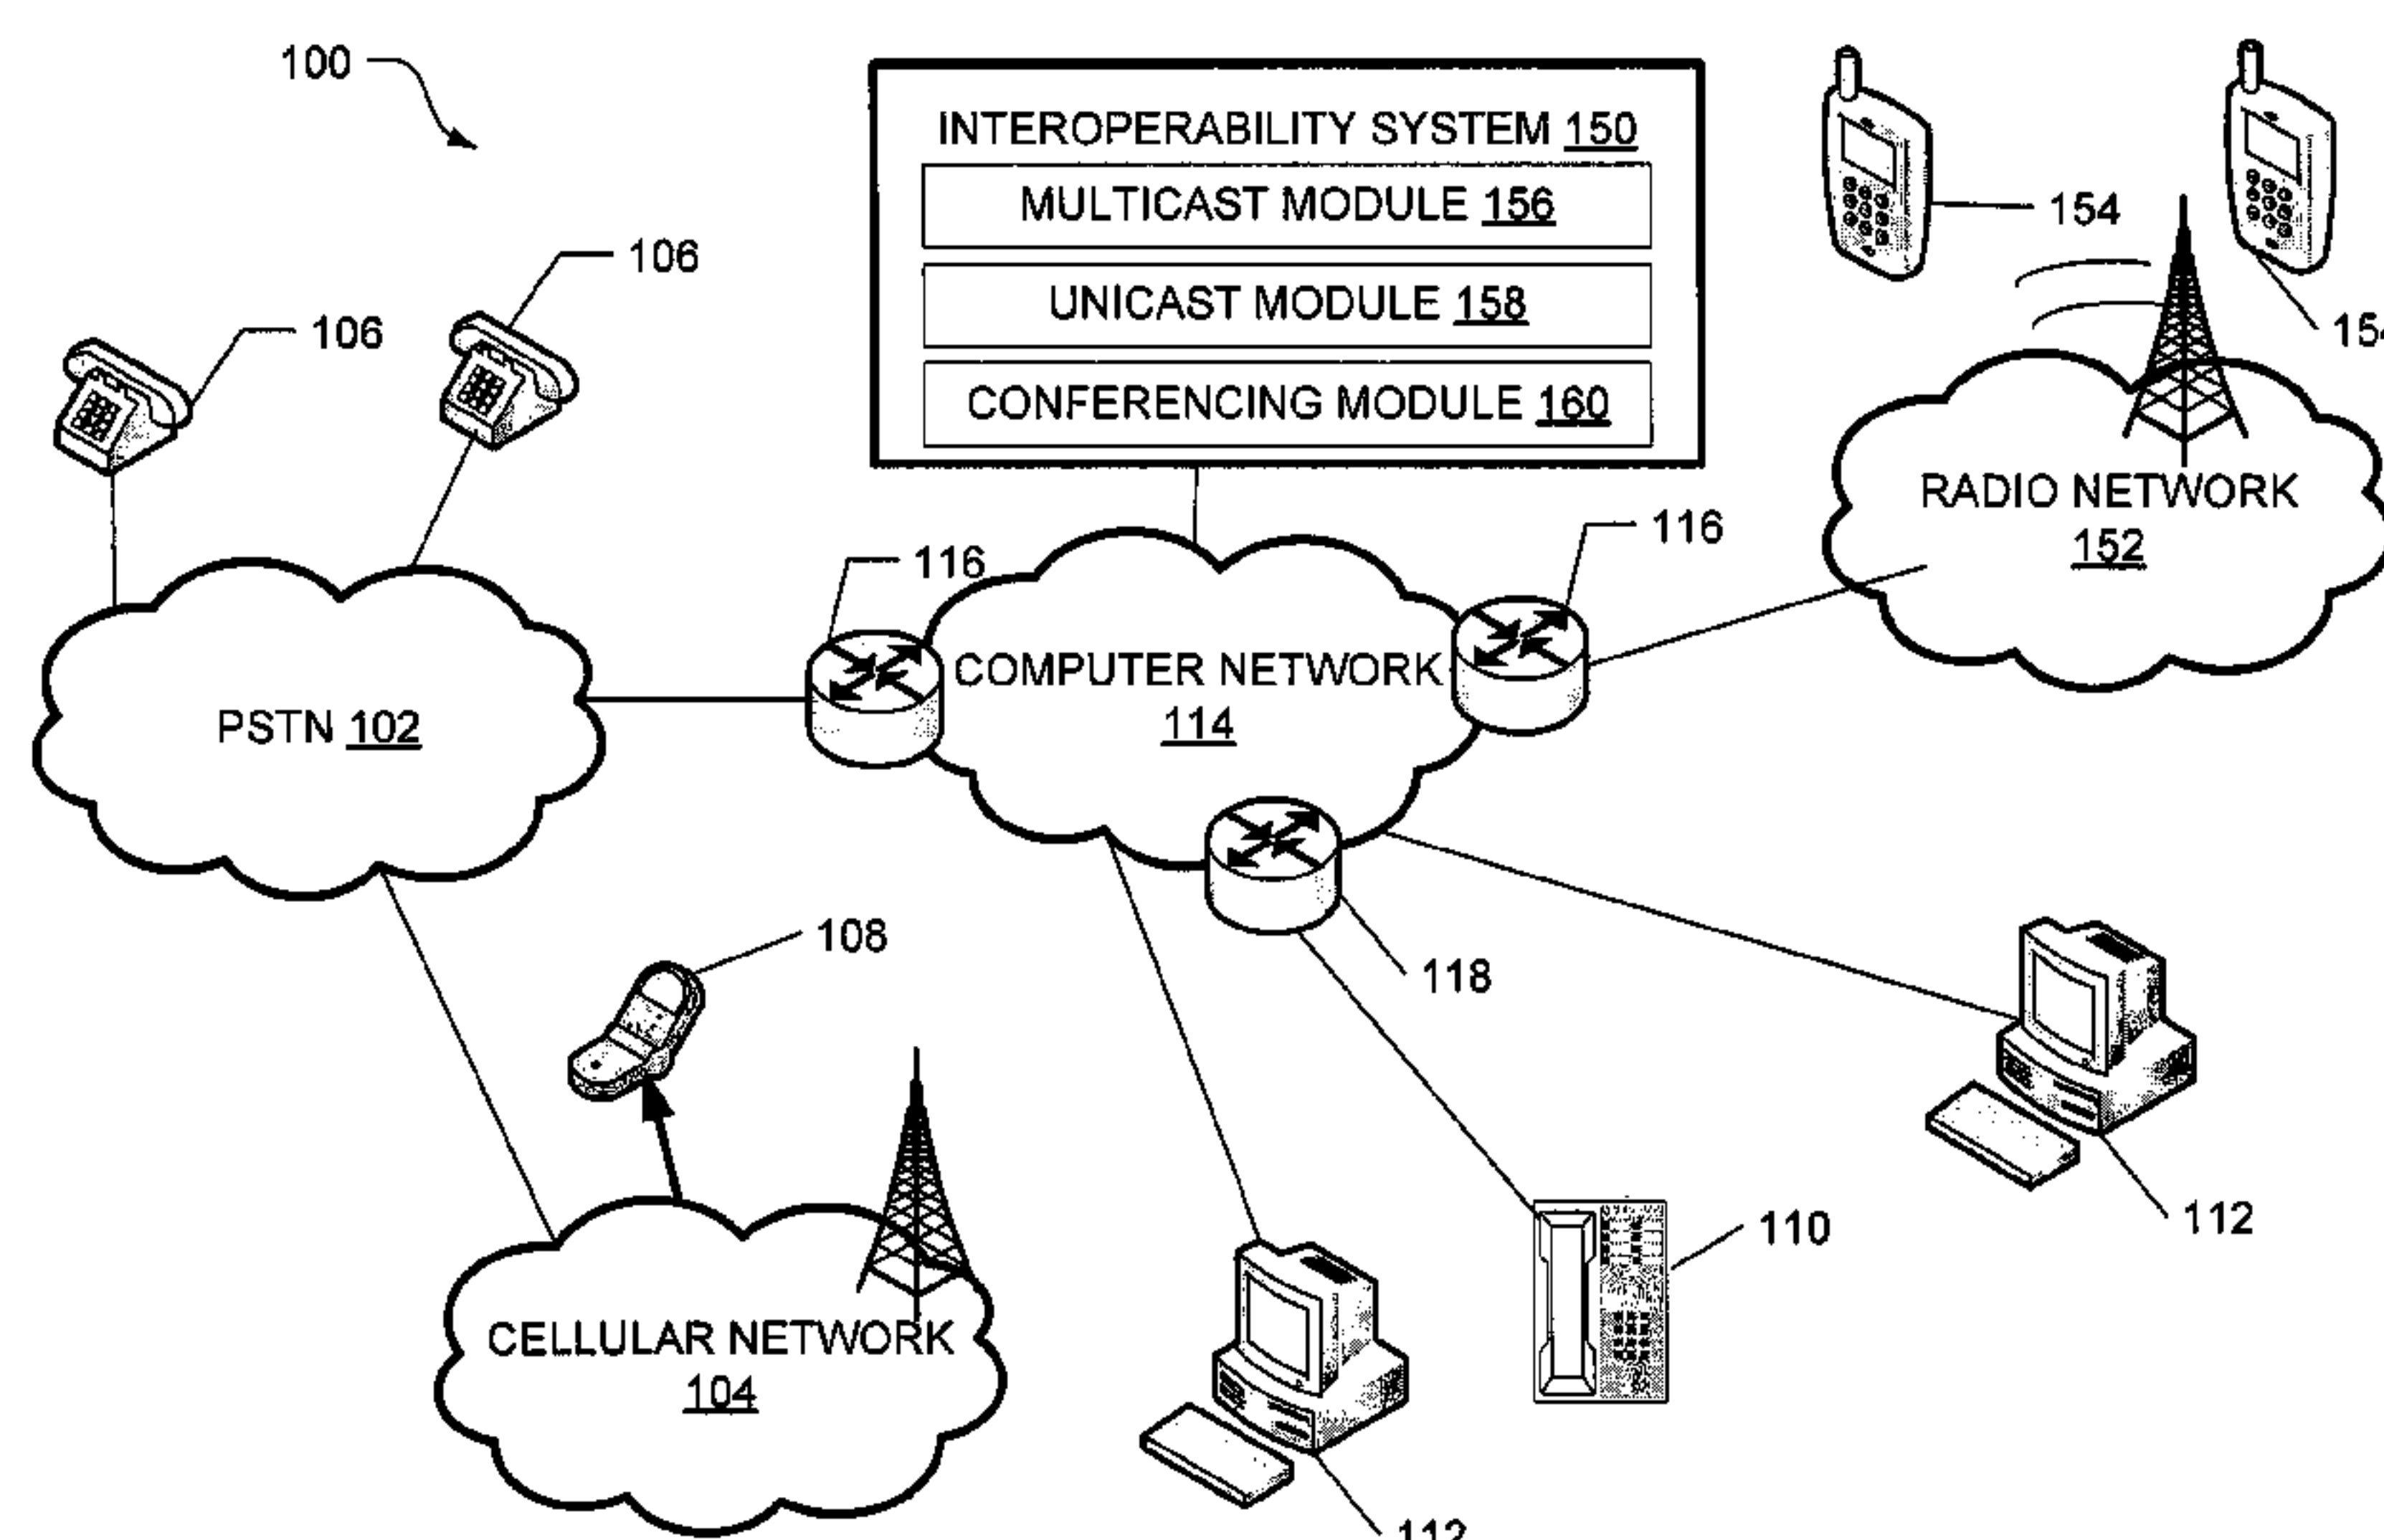 100
INTEROPERABILITY SYSTEM 150
MULTICAST MODULE 156
UNICAST MODULE 158
CONFERENCING MODULE 160
154
106
106
RADIO NETWORK
152
116
116
COMPUTER NETWORK
114
PSTN 102
108
118
112
110
CELLULAR NETWORK
104